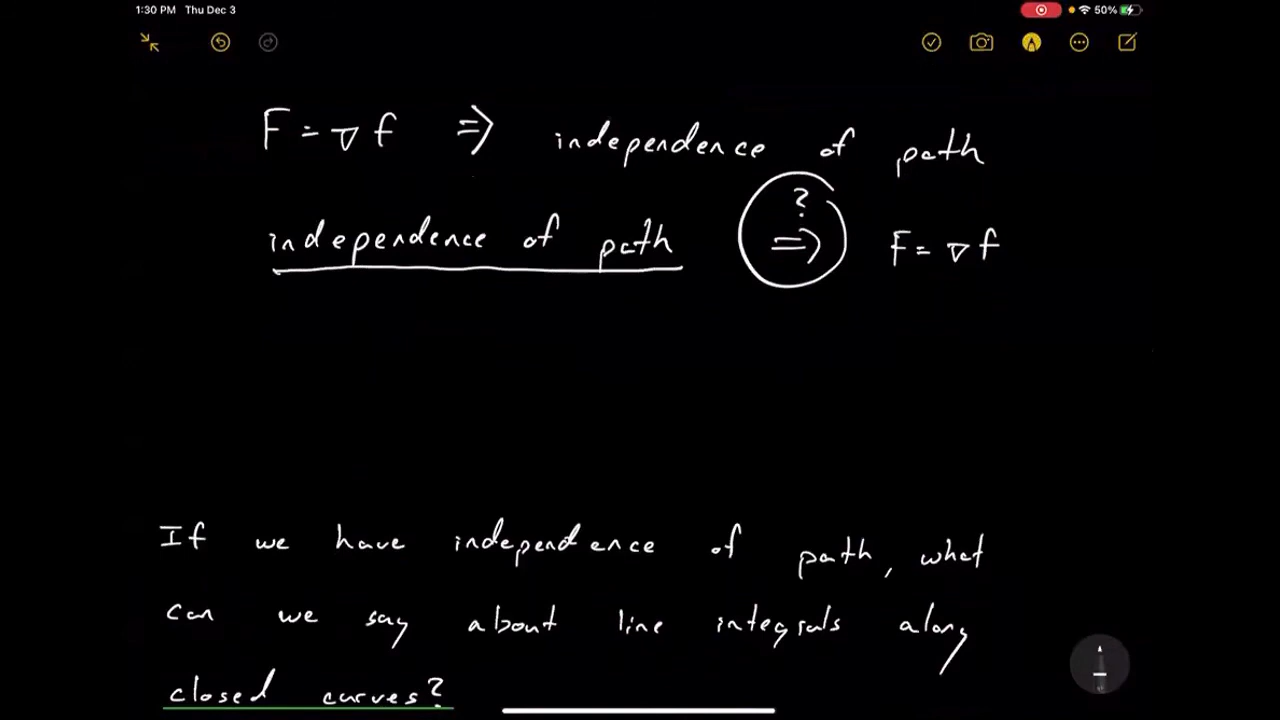 1:30 PM Thu Dec 3
50%
F = ∇f ⇒ independence of path
independence of path ?⇒ F = ∇f
If we have independence of path, what
can we say about line integrals along
closed curves?